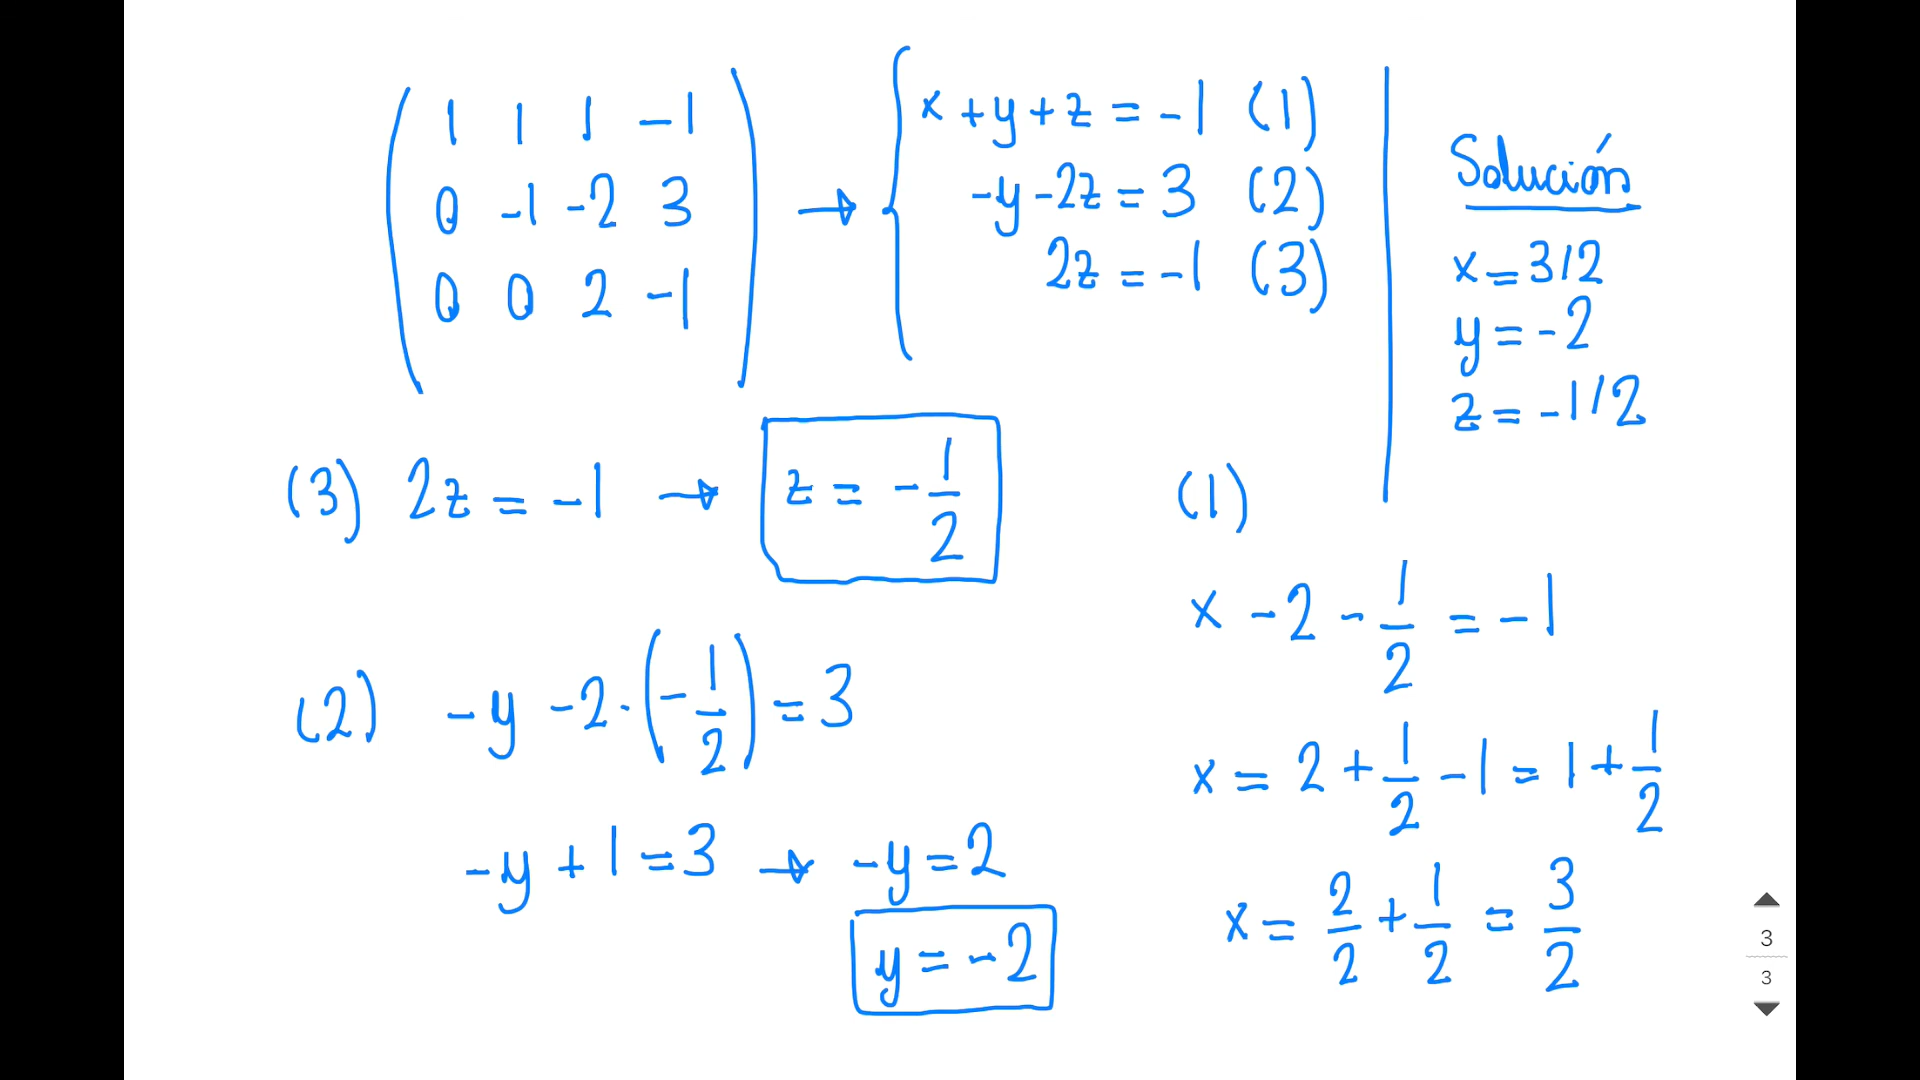 1 1 1 -1
0 -1 -2 3
0 0 2 -1
→
x + y + z = -1 (1)
-y - 2z = 3 (2)
2z = -1 (3)
Solución
x = 3/2
y = -2
z = -1/2
(3) 2z = -1 → z = -1/2
(2) -y -2·(-1/2) = 3
-y + 1 = 3 → -y = 2
y = -2
(1)
x - 2 - 1/2 = -1
x = 2 + 1/2 - 1 = 1 + 1/2
x = 2/2 + 1/2 = 3/2
3
3